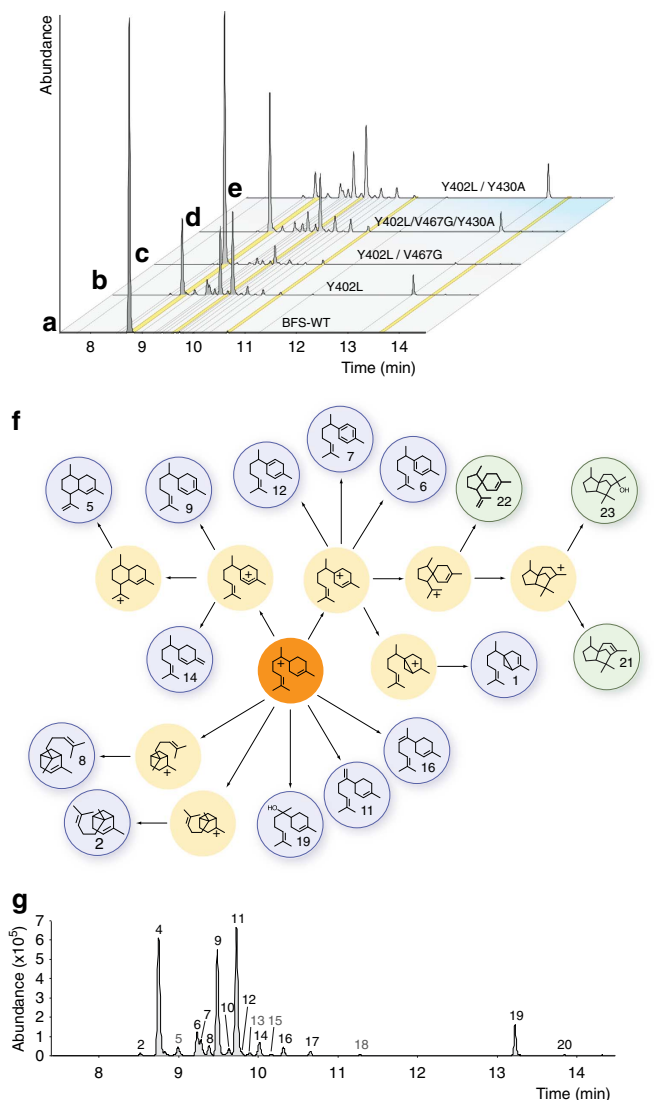 Abundance
e
Y402L / Y430A
d
Y402L/V467G/Y430A
c
Y402L / V467G
b
Y402L
a
BFS-WT
8 9 10 11 12 13 14
Time (min)
f
7
12
6
5
9
22
23
OH
+
+
+
+
+
14
+
+
1
21
8
+
16
2
+
HO
19
11
g
Abundance (x10⁵)
7
6
5
4
3
2
1
0
2
4
5
6
7
8
9
10
11
12
13
14
15
16
17
18
19
20
8 9 10 11 12 13 14
Time (min)